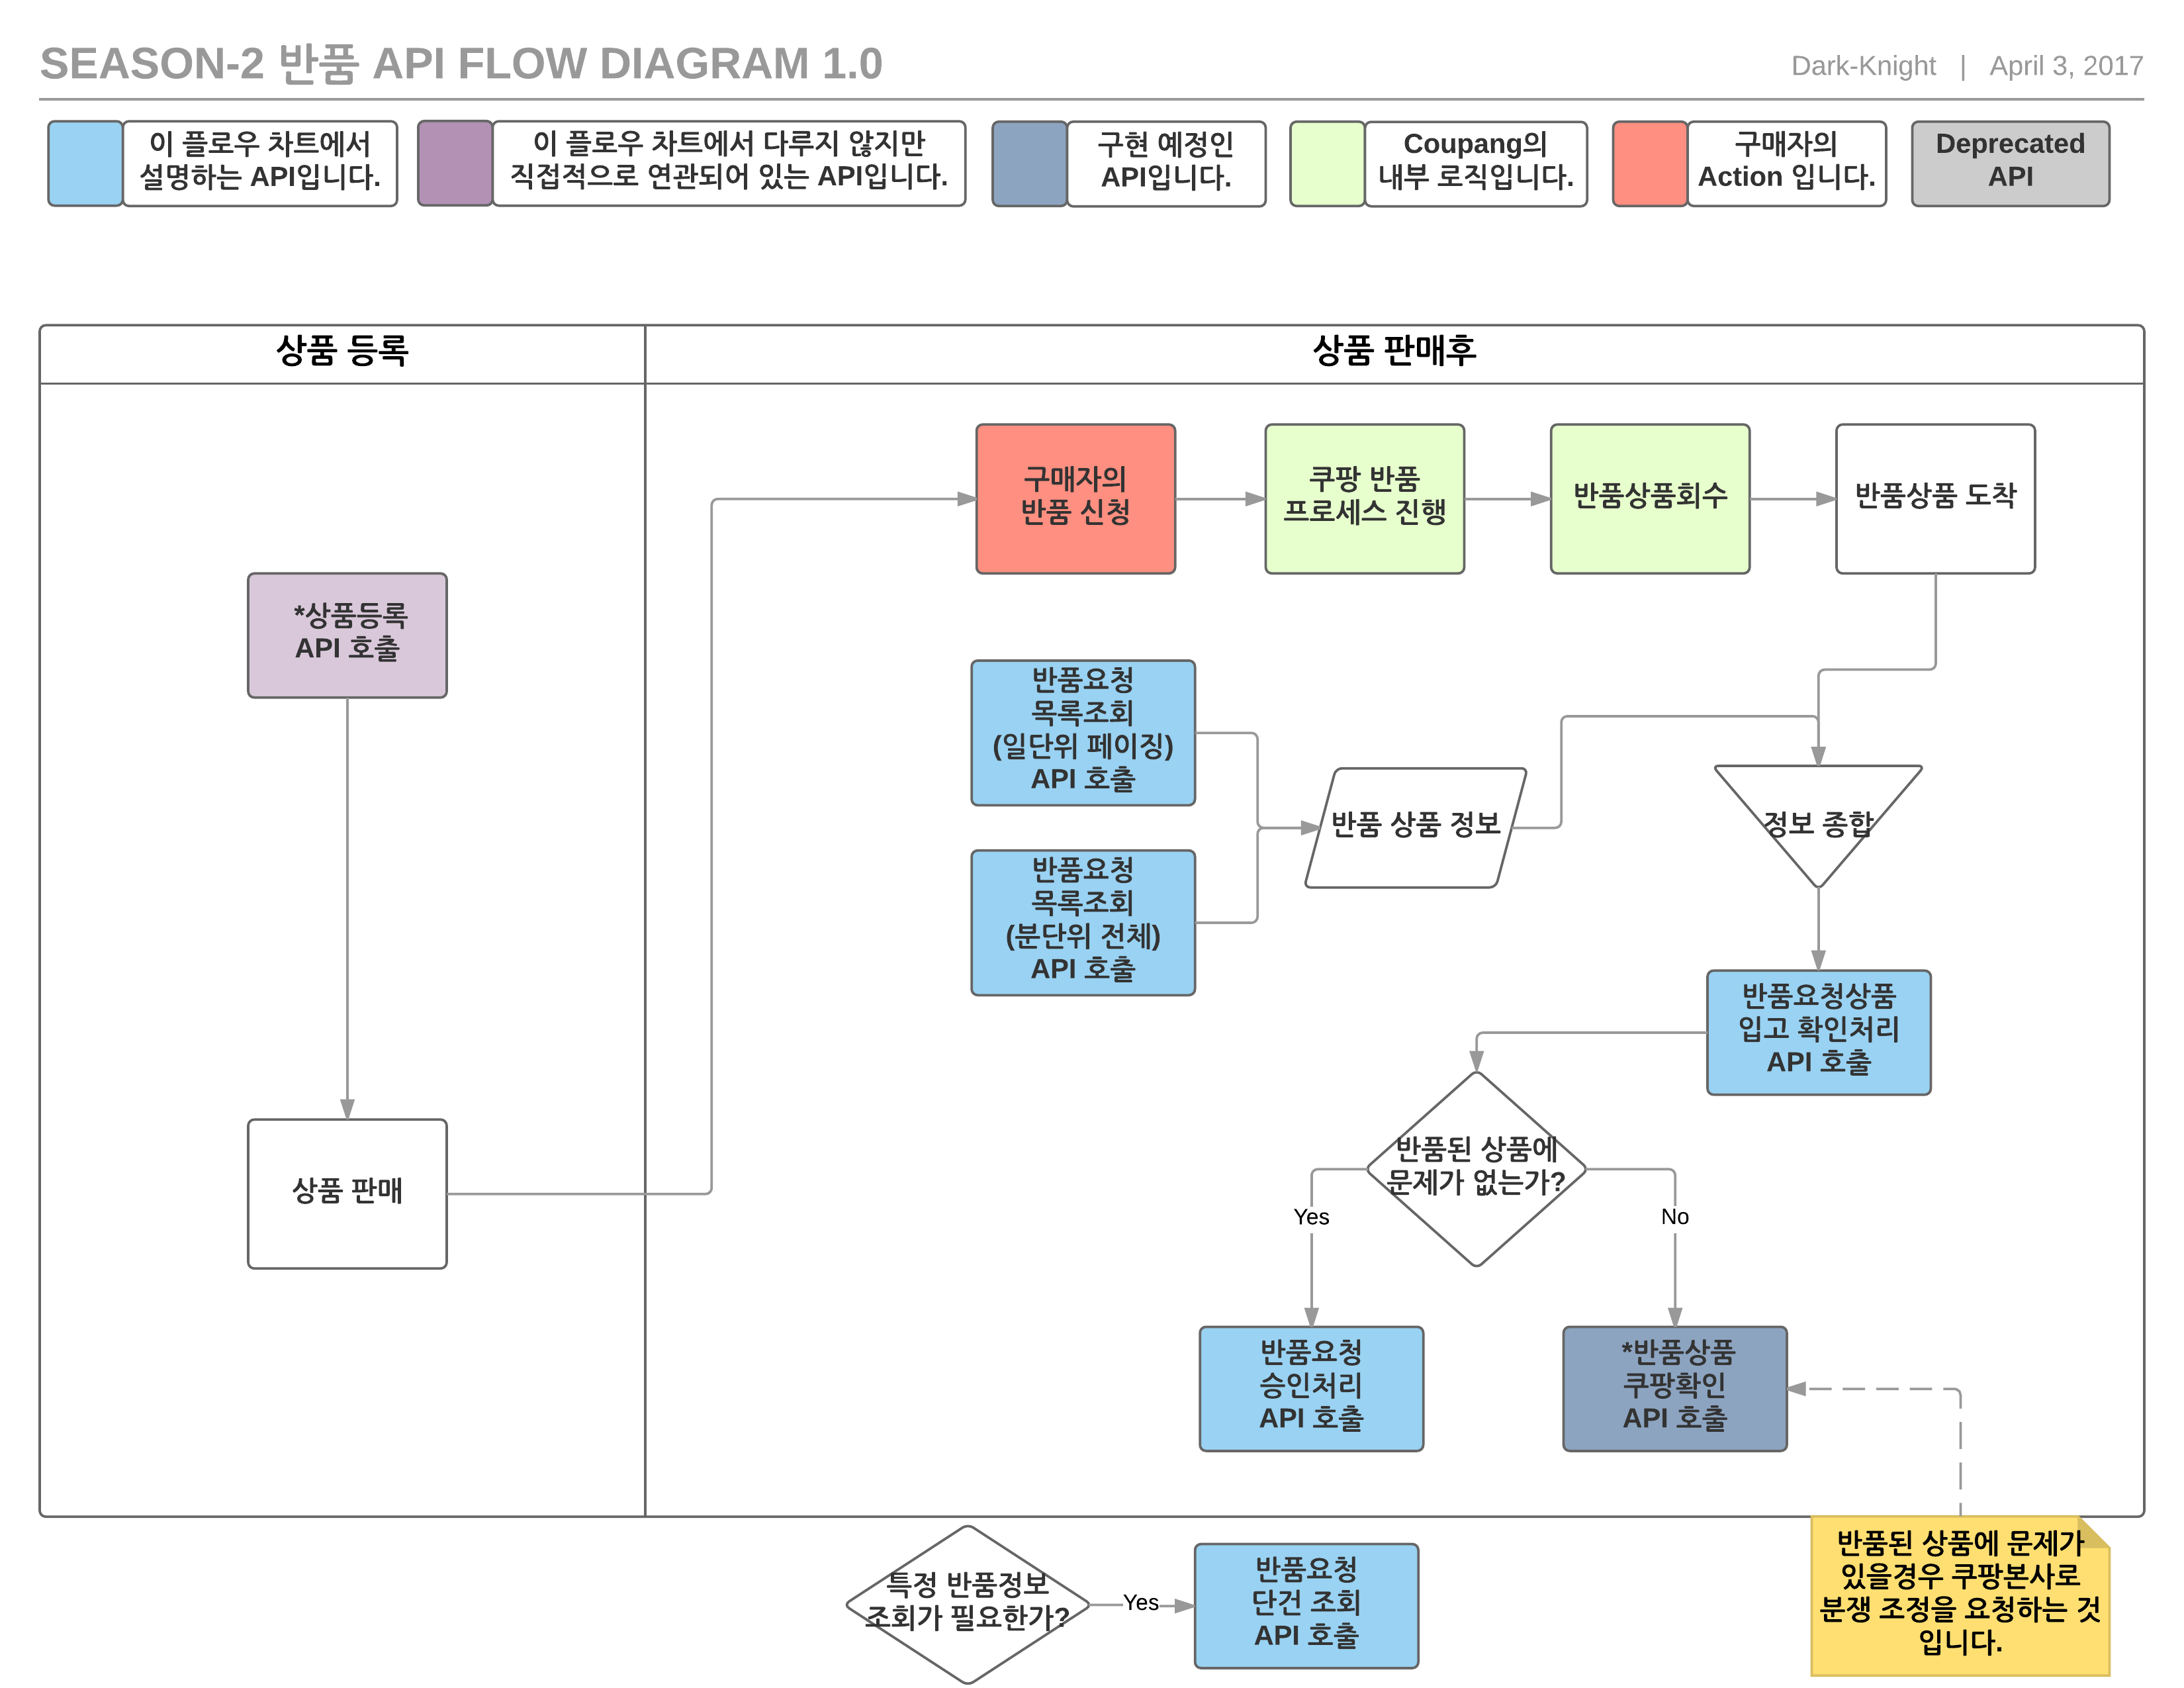 SEASON-2 반품 API FLOW DIAGRAM 1.0
Dark-Knight | April 3, 2017
이 플로우 차트에서
설명하는 API입니다.
이 플로우 차트에서 다루지 않지만
직접적으로 연관되어 있는 API입니다.
구현 예정인
API입니다.
Coupang의
내부 로직입니다.
구매자의
Action 입니다.
Deprecated
API
상품 등록
상품 판매후
구매자의
반품 신청
쿠팡 반품
프로세스 진행
반품상품회수
반품상품 도착
*상품등록
API 호출
반품요청
목록조회
(일단위 페이징)
API 호출
반품 상품 정보
정보 종합
반품요청
목록조회
(분단위 전체)
API 호출
반품요청상품
입고 확인처리
API 호출
상품 판매
반품된 상품에
문제가 없는가?
Yes
No
반품요청
승인처리
API 호출
*반품상품
쿠팡확인
API 호출
특정 반품정보
조회가 필요한가?
Yes
반품요청
단건 조회
API 호출
반품된 상품에 문제가
있을경우 쿠팡본사로
분쟁 조정을 요청하는 것
입니다.